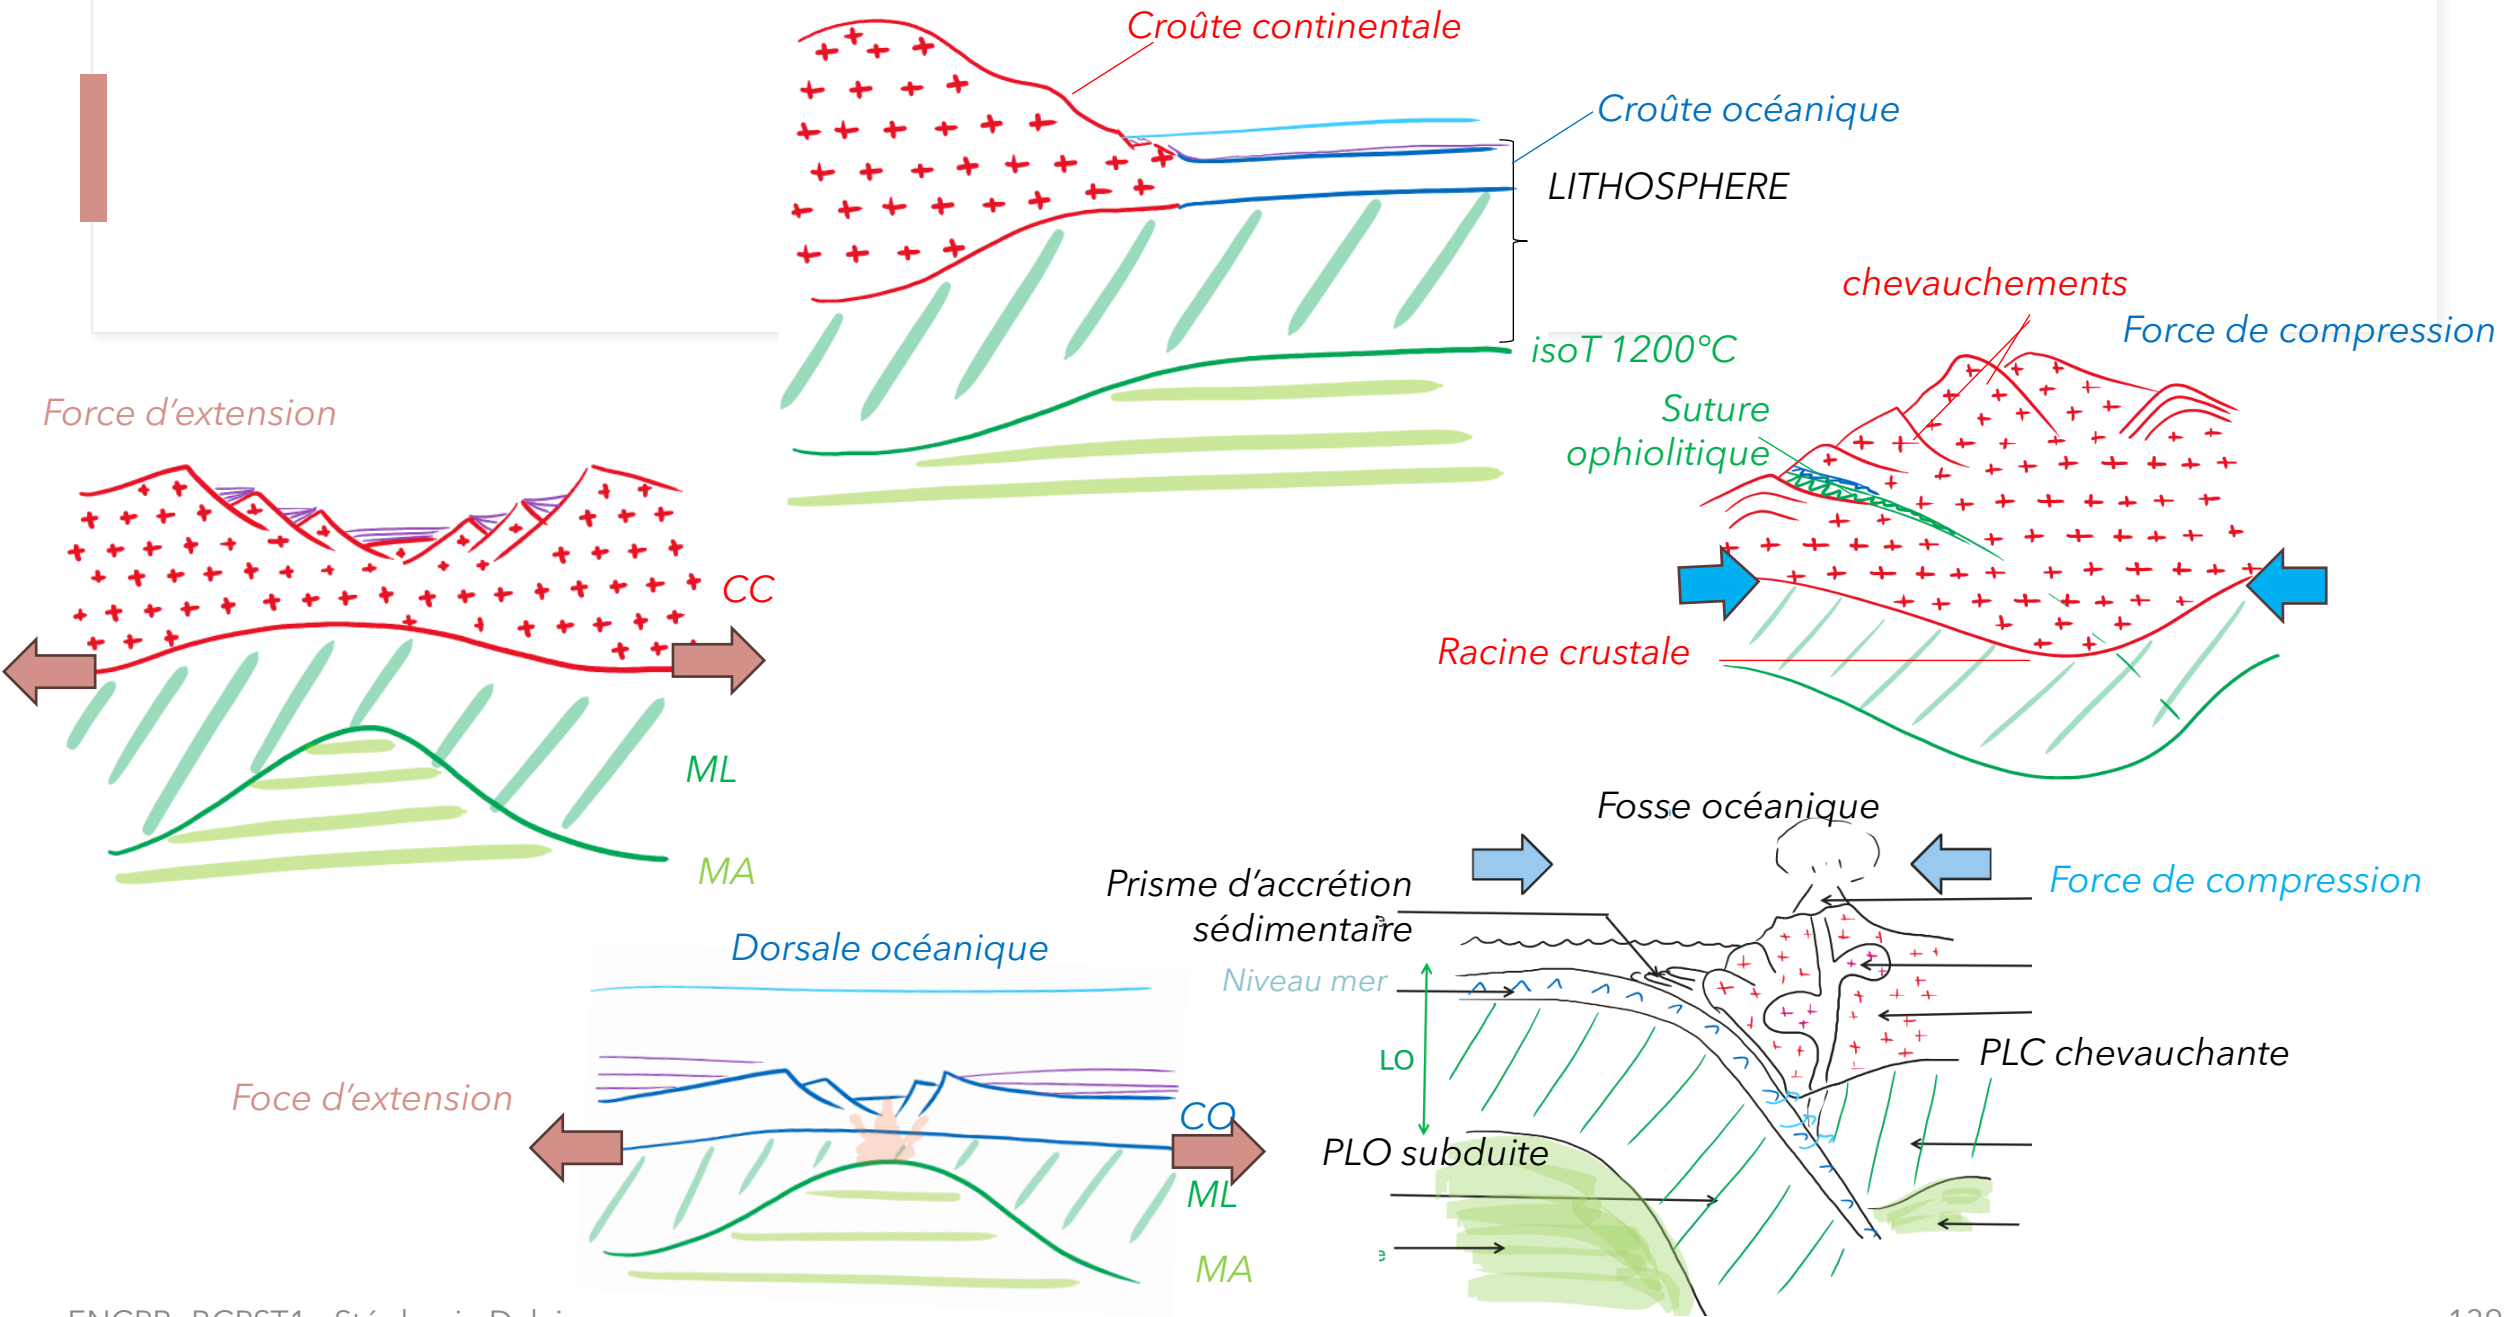 Croûte continentale
Croûte océanique
LITHOSPHERE
isoT 1200°C
chevauchements
Force de compression
Suture
ophiolitique
Racine crustale
Force d'extension
CC
ML
MA
Dorsale océanique
Foce d'extension
CO
ML
MA
Fosse océanique
Prisme d'accrétion
sédimentaire
Force de compression
Niveau mer
LO
PLC chevauchante
PLO subduite
e